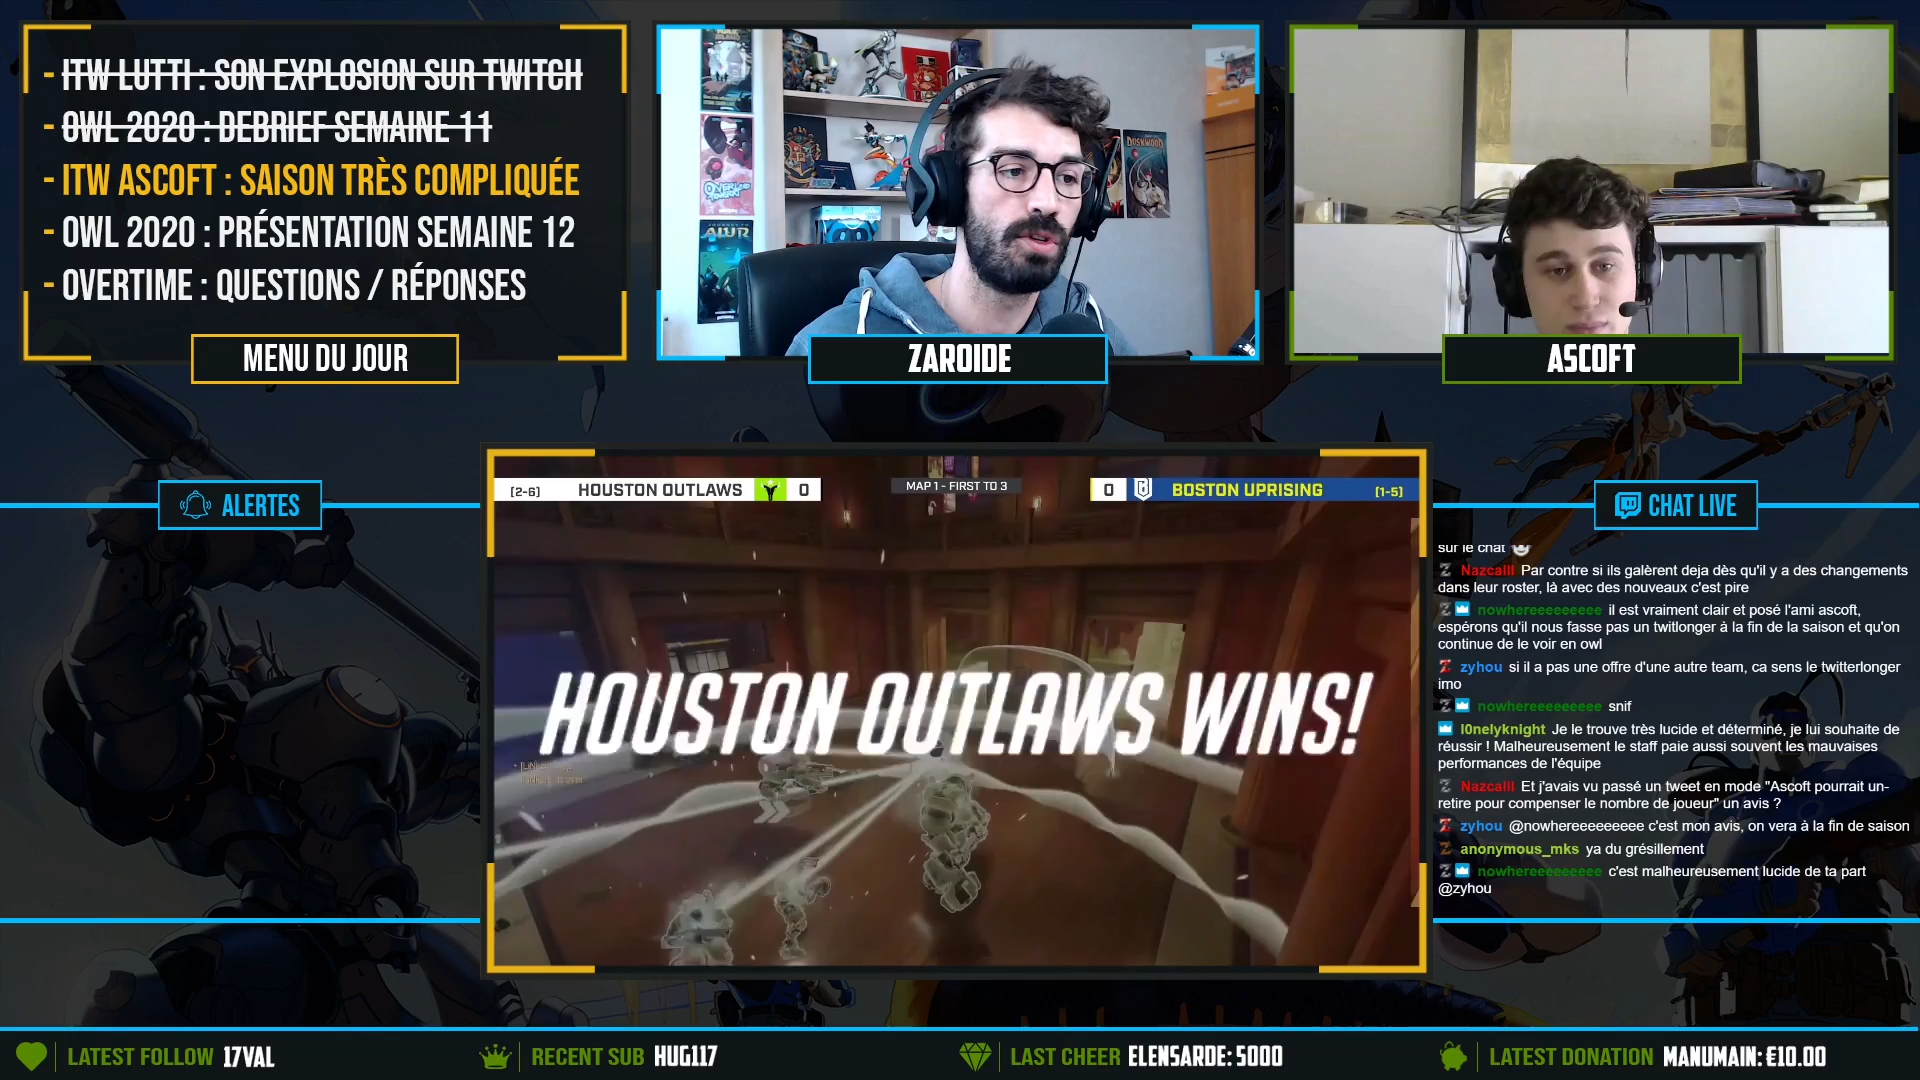 - ITW LUTTI : SON EXPLOSION SUR TWITCH
- OWL 2020 : DEBRIEF SEMAINE 11
- ITW ASCOFT : SAISON TRÈS COMPLIQUÉE
- OWL 2020 : PRÉSENTATION SEMAINE 12
- OVERTIME : QUESTIONS / RÉPONSES
MENU DU JOUR
DUSKWOOD
ZAROIDE
ASCOFT
ALERTES
[2-6] HOUSTON OUTLAWS 0
MAP 1 - FIRST TO 3
0 BOSTON UPRISING [1-5]
HOUSTON OUTLAWS WINS!
CHAT LIVE
sur le chat
Nazcalll Par contre si ils galèrent deja dès qu'il y a des changements
dans leur roster, là avec des nouveaux c'est pire
nowhereeeeeeeee il est vraiment clair et posé l'ami ascoft,
espérons qu'il nous fasse pas un twitlonger à la fin de la saison et qu'on
continue de le voir en owl
zyhou si il a pas une offre d'une autre team, ca sens le twitterlonger
imo
nowhereeeeeeeee snif
l0nelyknight Je le trouve très lucide et déterminé, je lui souhaite de
réussir ! Malheureusement le staff paie aussi souvent les mauvaises
performances de l'équipe
Nazcalll Et j'avais vu passé un tweet en mode "Ascoft pourrait un-
retire pour compenser le nombre de joueur" un avis ?
zyhou @nowhereeeeeeeee c'est mon avis, on vera à la fin de saison
anonymous_mks ya du grésillement
nowhereeeeeeeee c'est malheureusement lucide de ta part
@zyhou
LATEST FOLLOW 17VAL
RECENT SUB HUG117
LAST CHEER ELENSARDE: 5000
LATEST DONATION MANUMAIN: €10.00